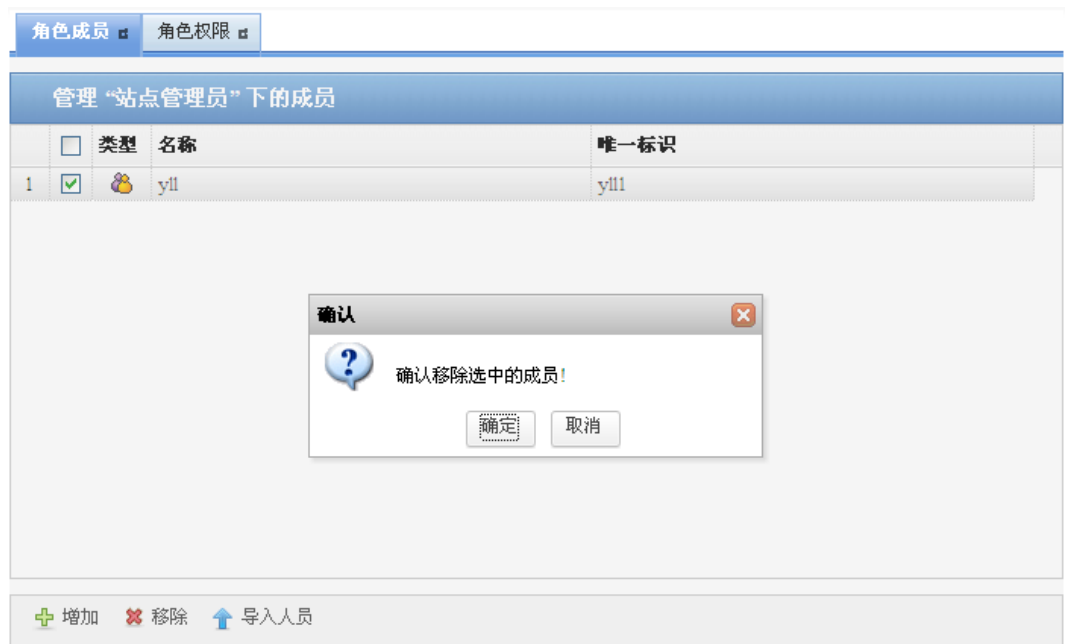 角色成员 角色权限
管理 “站点管理员” 下的成员
类型 名称 唯一标识
1 yll yll1
确认
确认移除选中的成员!
确定 取消
增加 移除 导入人员